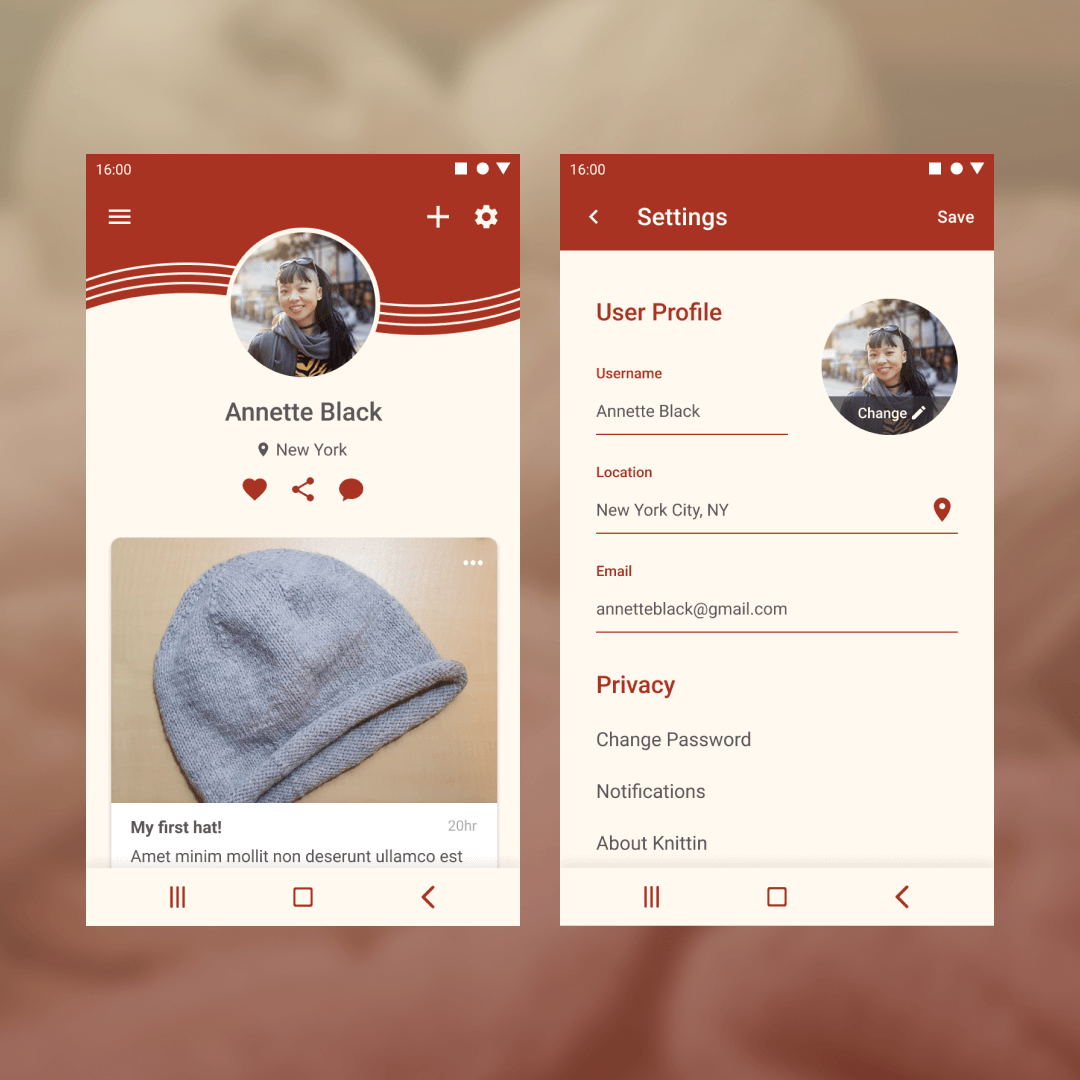 16:00
Annette Black
New York
My first hat!
20hr
Amet minim mollit non deserunt ullamco est
16:00
Settings
Save
User Profile
Username
Annette Black
Change
Location
New York City, NY
Email
annetteblack@gmail.com
Privacy
Change Password
Notifications
About Knittin